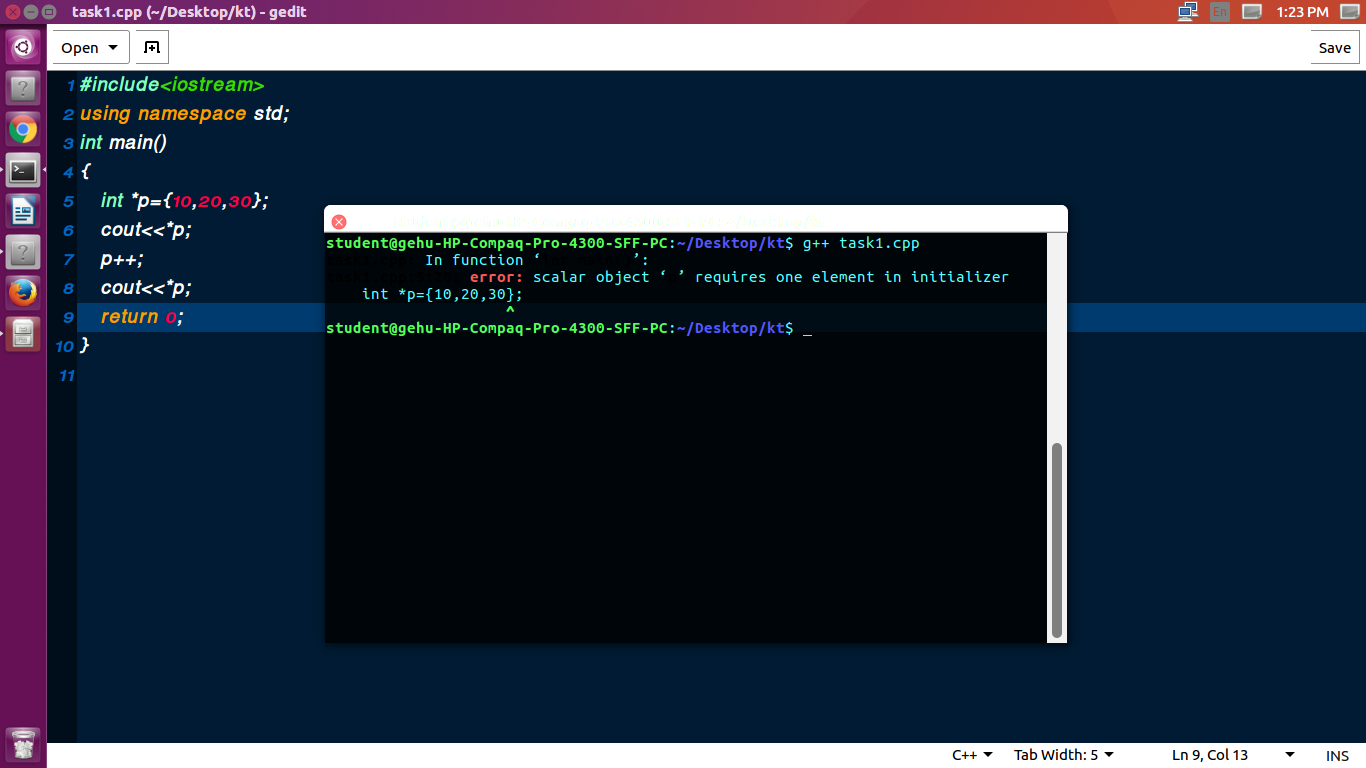 task1.cpp (~/Desktop/kt) - gedit
En
1:23 PM
Open
Save
1 #include<iostream>
2 using namespace std;
3 int main()
4 {
5 int *p={10,20,30};
6 cout<<*p;
7 p++;
8 cout<<*p;
9 return 0;
10 }
11
student@gehu-HP-Compaq-Pro-4300-SFF-PC:~/Desktop/kt$ g++ task1.cpp
In function ‘ ’:
error: scalar object ‘ ’ requires one element in initializer
int *p={10,20,30};
^
student@gehu-HP-Compaq-Pro-4300-SFF-PC:~/Desktop/kt$ _
C++
Tab Width: 5
Ln 9, Col 13
INS